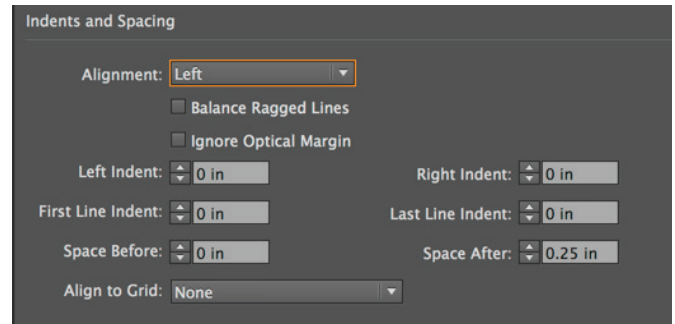 Indents and Spacing
Alignment: Left
Balance Ragged Lines
Ignore Optical Margin
Left Indent: 0 in Right Indent: 0 in
First Line Indent: 0 in Last Line Indent: 0 in
Space Before: 0 in Space After: 0.25 in
Align to Grid: None